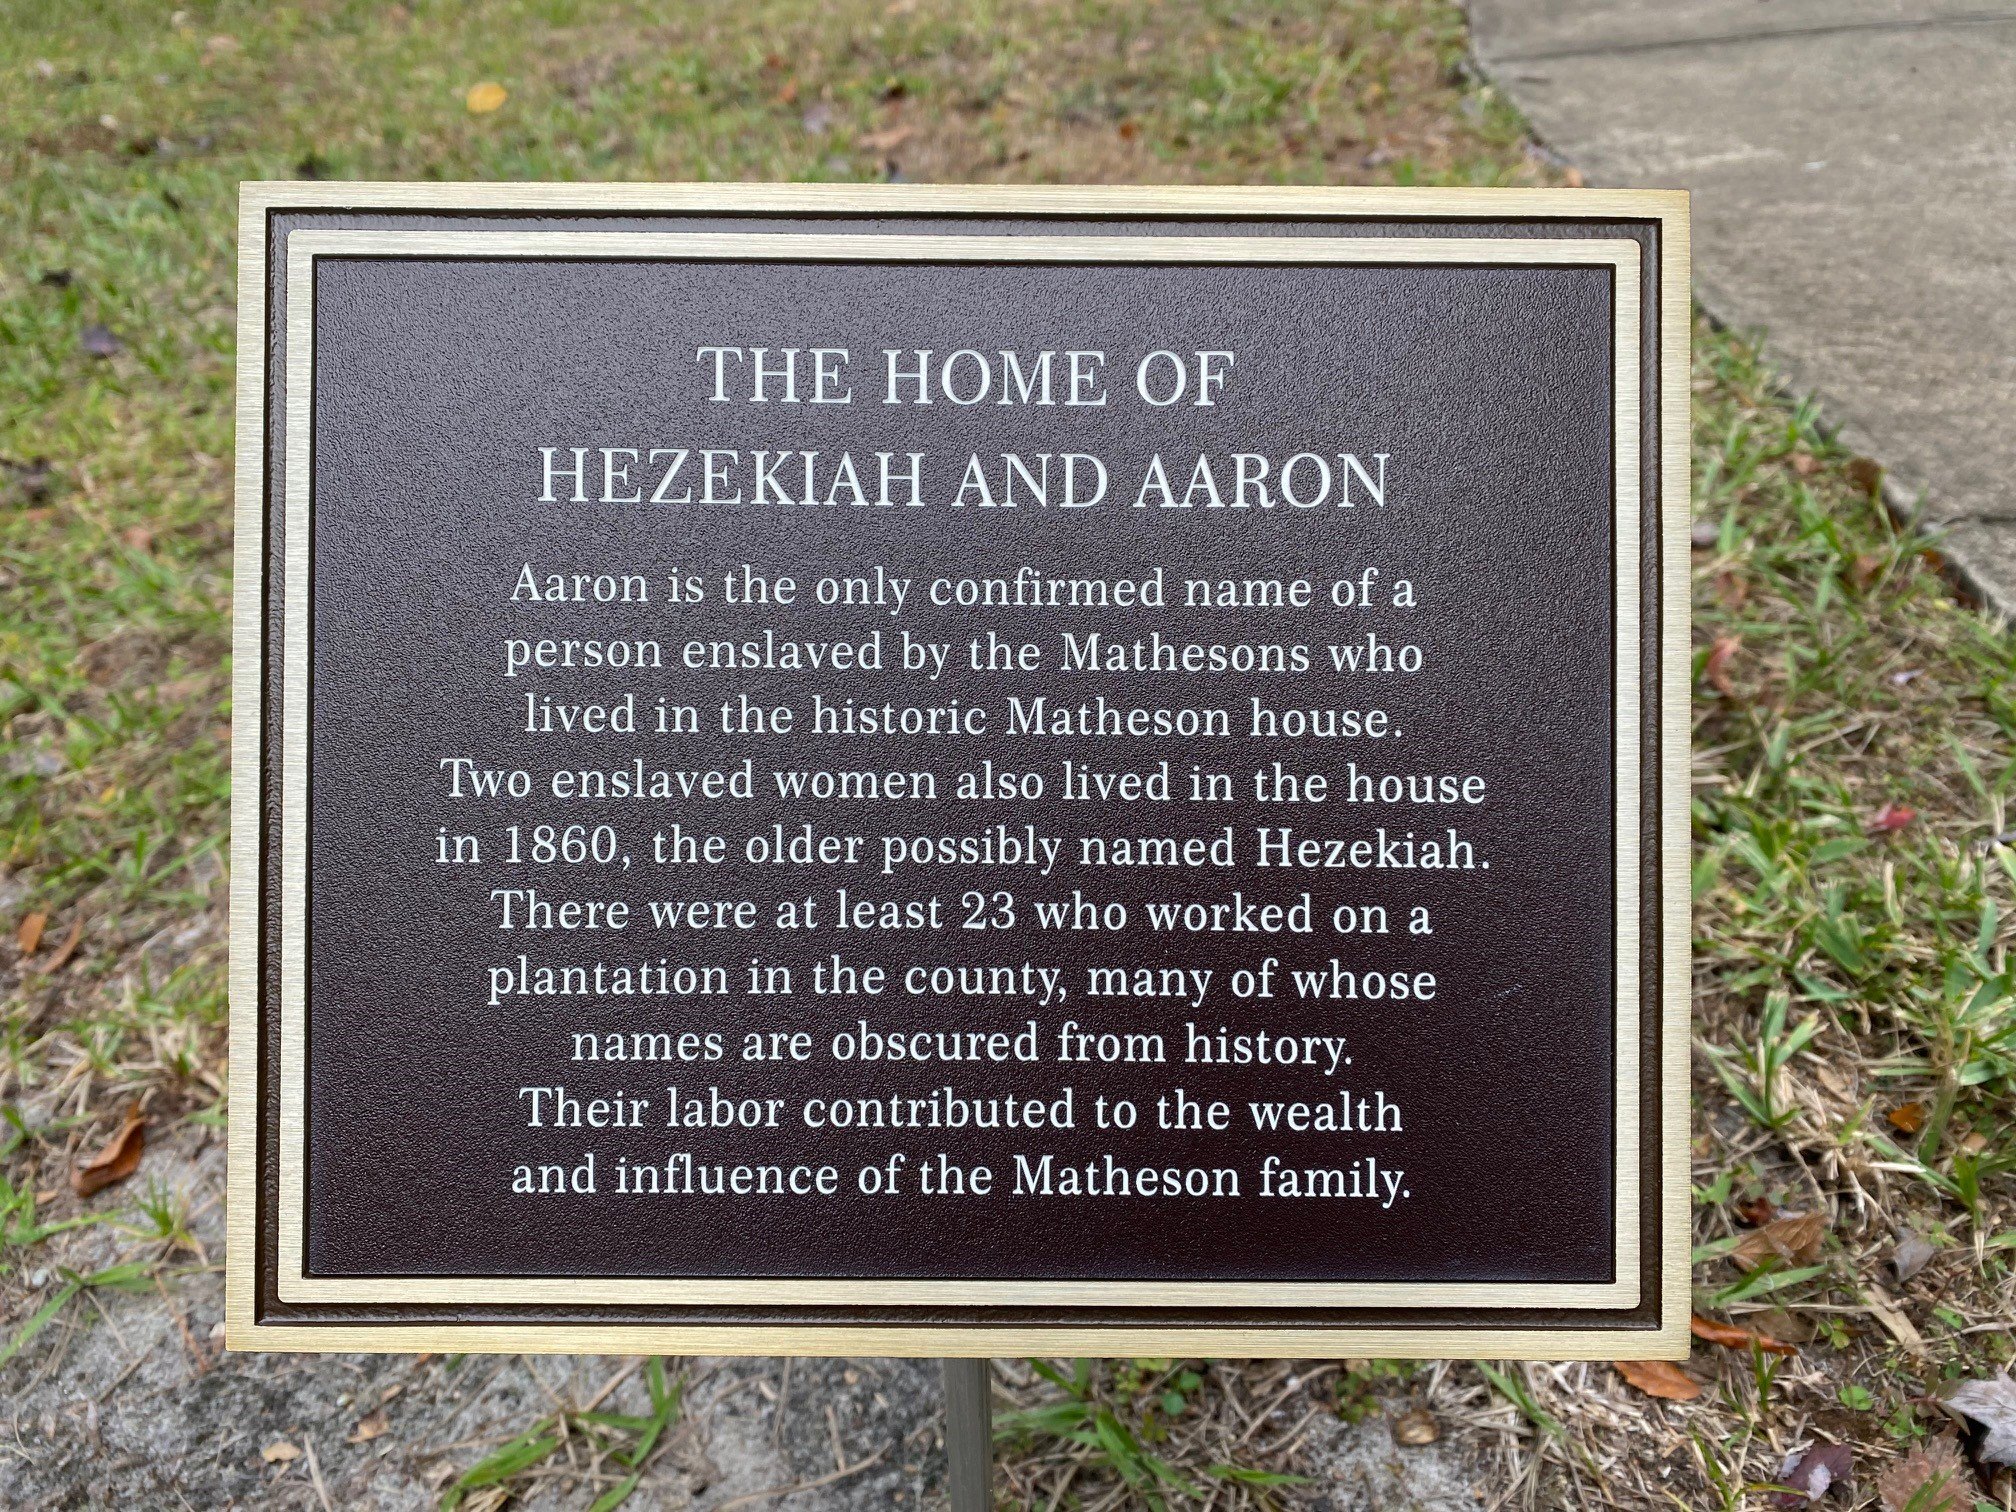 THE HOME OF
HEZEKIAH AND AARON
Aaron is the only confirmed name of a
person enslaved by the Mathesons who
lived in the historic Matheson house.
Two enslaved women also lived in the house
in 1860, the older possibly named Hezekiah.
There were at least 23 who worked on a
plantation in the county, many of whose
names are obscured from history.
Their labor contributed to the wealth
and influence of the Matheson family.